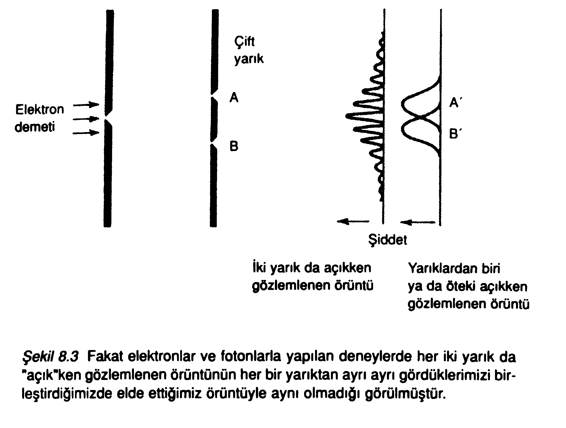 Çift
yarık
Elektron
demeti
A
B
A´
B´
Şiddet
İki yarık da açıkken
gözlemlenen örüntü
Yarıklardan biri
ya da öteki açıkken
gözlemlenen örüntü
Şekil 8.3 Fakat elektronlar ve fotonlarla yapılan deneylerde her iki yarık da
"açık"ken gözlemlenen örüntünün her bir yarıktan ayrı ayrı gördüklerimizi bir-
leştirdiğimizde elde ettiğimiz örüntüyle aynı olmadığı görülmüştür.